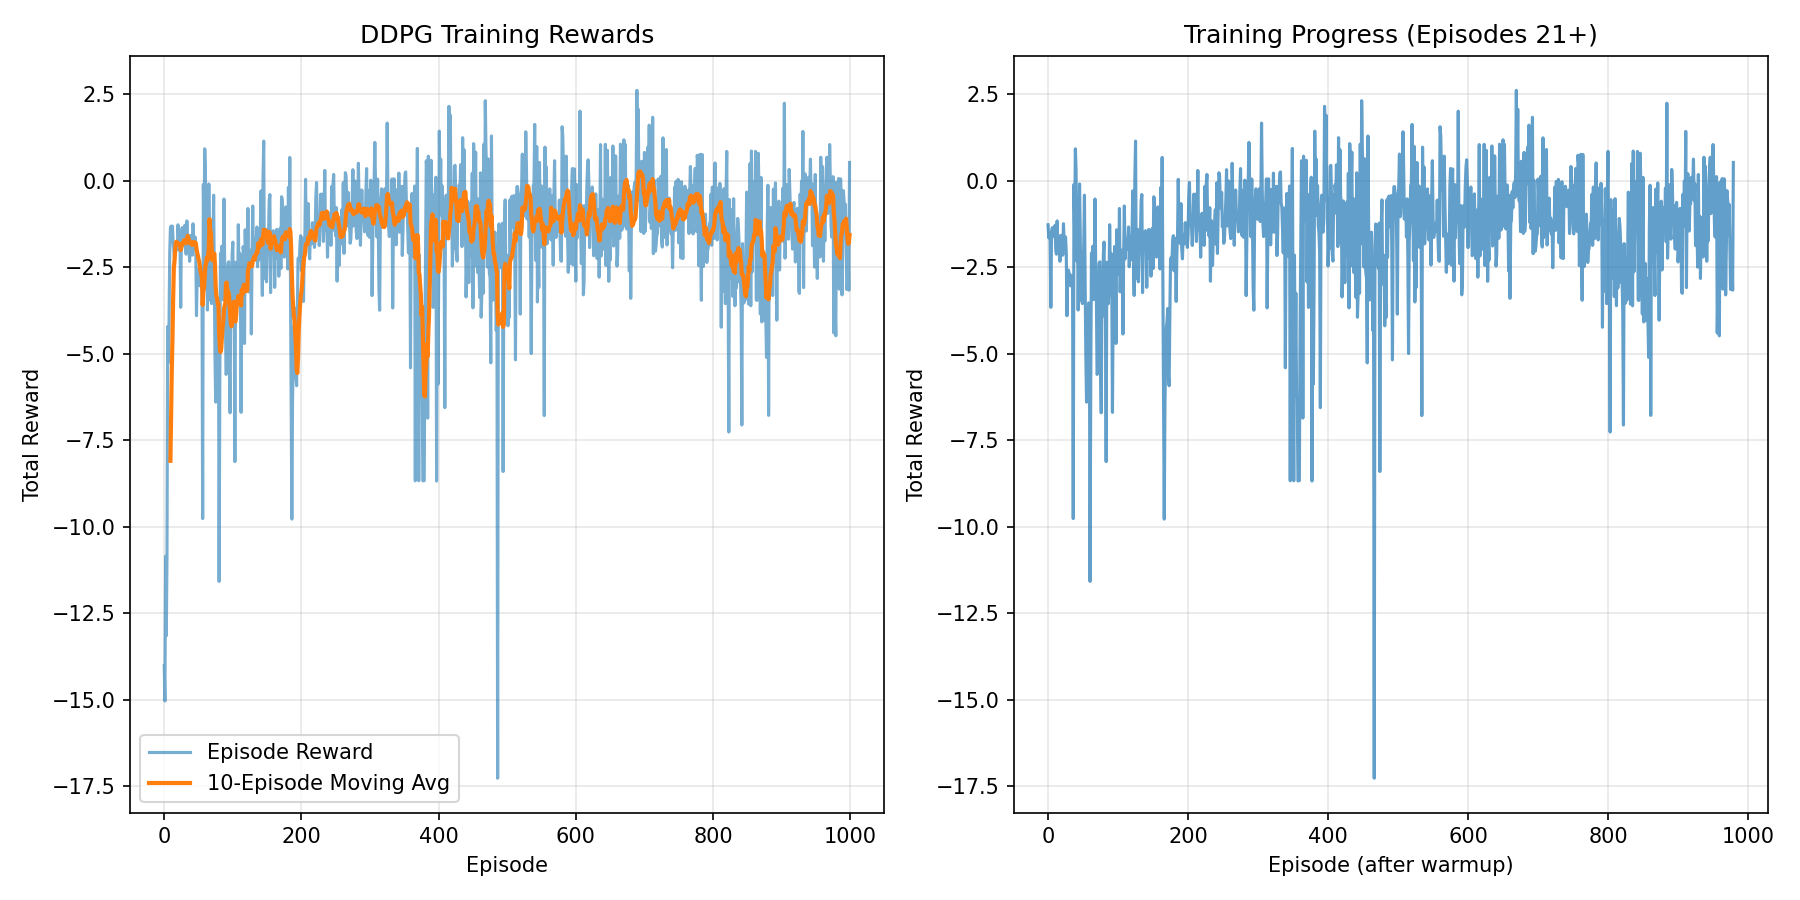 DDPG Training Rewards
Total Reward
2.5
0.0
−2.5
−5.0
−7.5
−10.0
−12.5
−15.0
−17.5
Episode Reward
10-Episode Moving Avg
0 200 400 600 800 1000
Episode
Training Progress (Episodes 21+)
Total Reward
2.5
0.0
−2.5
−5.0
−7.5
−10.0
−12.5
−15.0
−17.5
0 200 400 600 800 1000
Episode (after warmup)